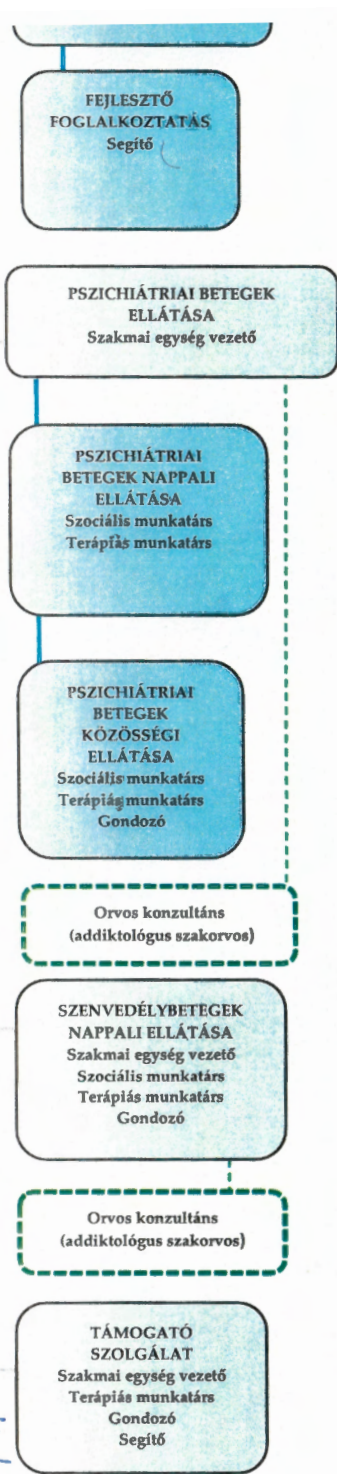 FEJLESZTŐ
FOGLALKOZTATÁS
Segítő
PSZICHIÁTRIAI BETEGEK
ELLÁTÁSA
Szakmai egység vezető
PSZICHIÁTRIAI
BETEGEK NAPPALI
ELLÁTÁSA
Szociális munkatárs
Terápiás munkatárs
PSZICHIÁTRIAI
BETEGEK
KÖZÖSSÉGI
ELLÁTÁSA
Szociális munkatárs
Terápiás munkatárs
Gondozó
Orvos konzultáns
(addiktológus szakorvos)
SZENVEDÉLYBETEGEK
NAPPALI ELLÁTÁSA
Szakmai egység vezető
Szociális munkatárs
Terápiás munkatárs
Gondozó
Orvos konzultáns
(addiktológus szakorvos)
TÁMOGATÓ
SZOLGÁLAT
Szakmai egység vezető
Terápiás munkatárs
Gondozó
Segítő